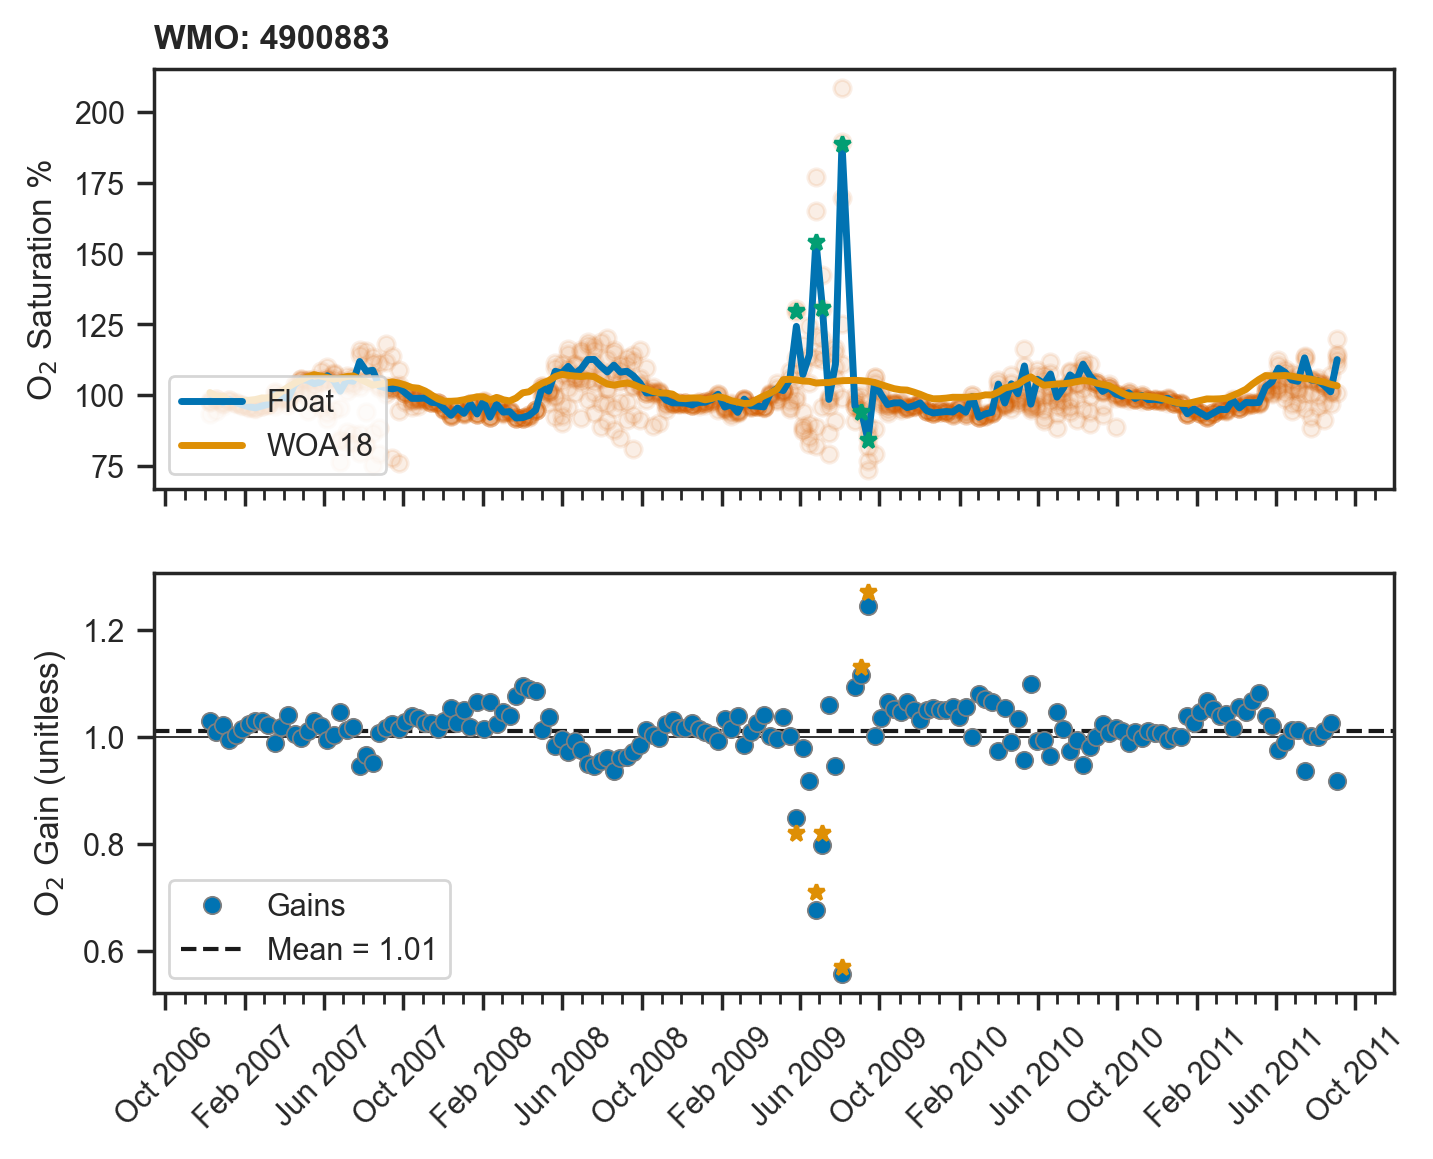 WMO: 4900883
O2 Saturation %
200
175
150
125
100
75
Float
WOA18
O2 Gain (unitless)
1.2
1.0
0.8
0.6
Gains
Mean = 1.01
Oct 2006
Feb 2007
Jun 2007
Oct 2007
Feb 2008
Jun 2008
Oct 2008
Feb 2009
Jun 2009
Oct 2009
Feb 2010
Jun 2010
Oct 2010
Feb 2011
Jun 2011
Oct 2011